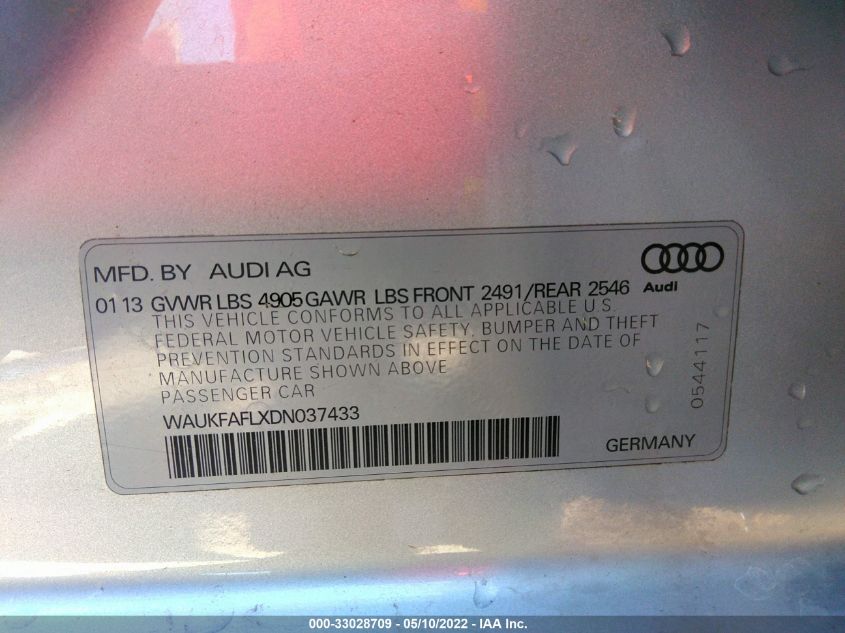 MFD. BY AUDI AG
Audi
01 13 GVWR LBS 4905 GAWR LBS FRONT 2491/REAR 2546
THIS VEHICLE CONFORMS TO ALL APPLICABLE U.S.
FEDERAL MOTOR VEHICLE SAFETY, BUMPER AND THEFT
PREVENTION STANDARDS IN EFFECT ON THE DATE OF
MANUFACTURE SHOWN ABOVE
PASSENGER CAR
0544117
WAUKFAFLXDN037433
GERMANY
000-33028709 - 05/10/2022 - IAA Inc.